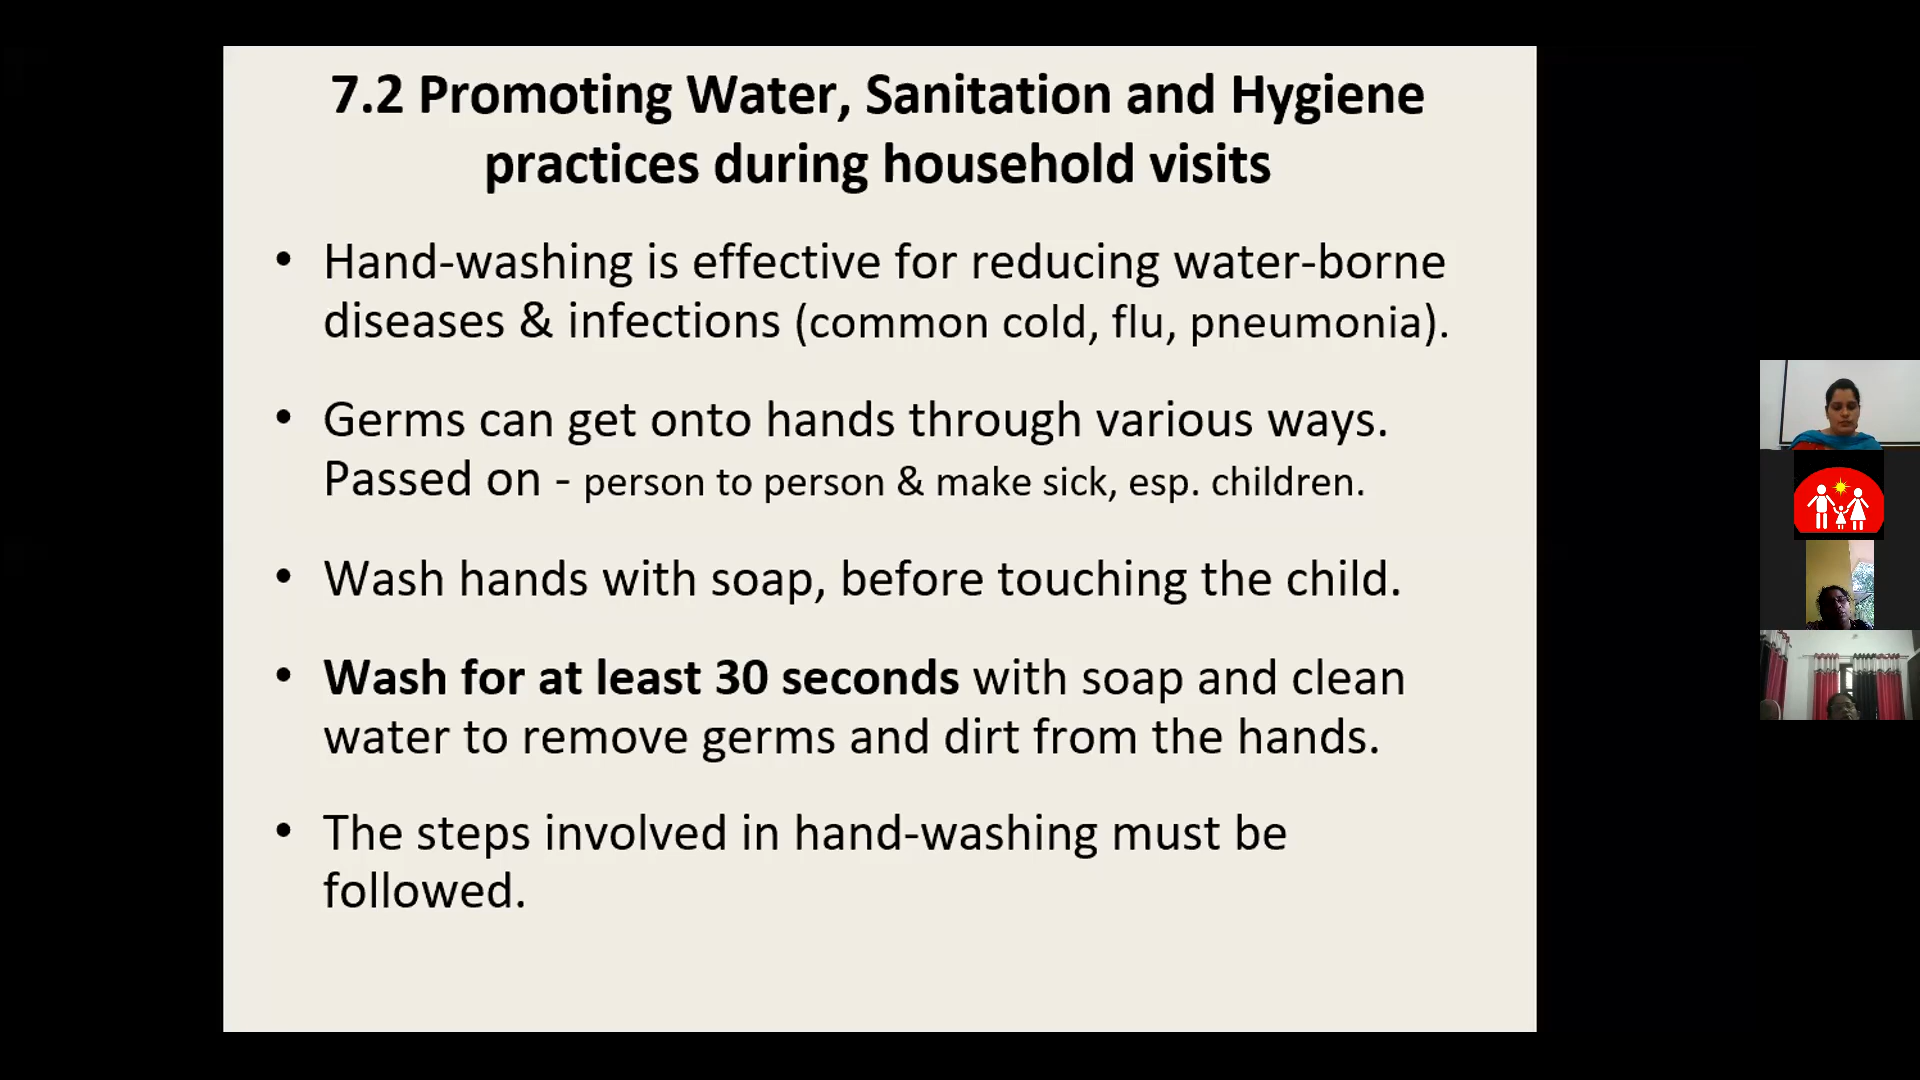 7.2 Promoting Water, Sanitation and Hygiene
practices during household visits
• Hand-washing is effective for reducing water-borne
diseases & infections (common cold, flu, pneumonia).
• Germs can get onto hands through various ways.
Passed on - person to person & make sick, esp. children.
• Wash hands with soap, before touching the child.
• Wash for at least 30 seconds with soap and clean
water to remove germs and dirt from the hands.
• The steps involved in hand-washing must be
followed.